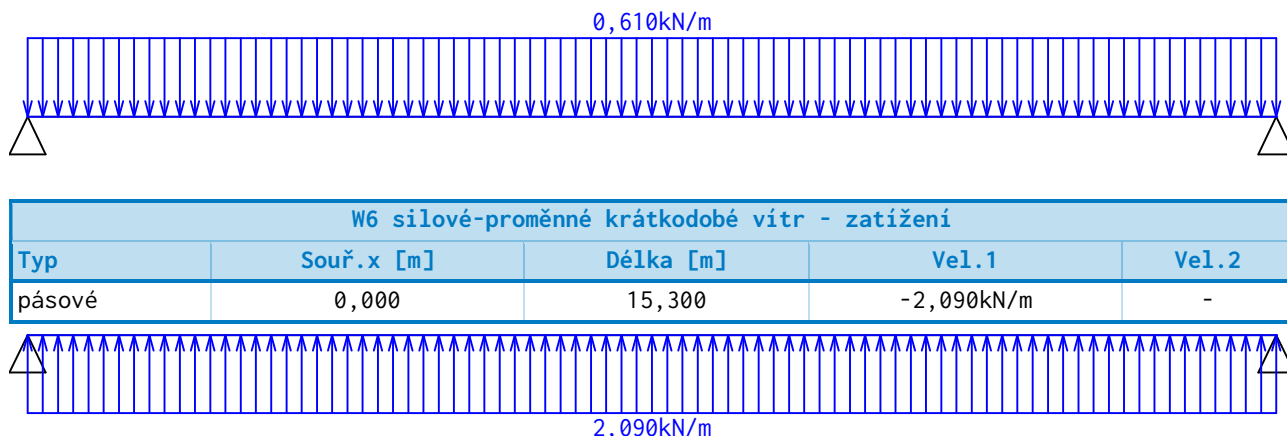 0,610kN/m
W6 silové-proměnné krátkodobé vítr - zatížení
Typ Souř.x [m] Délka [m] Vel.1 Vel.2
pásové 0,000 15,300 -2,090kN/m -
2,090kN/m